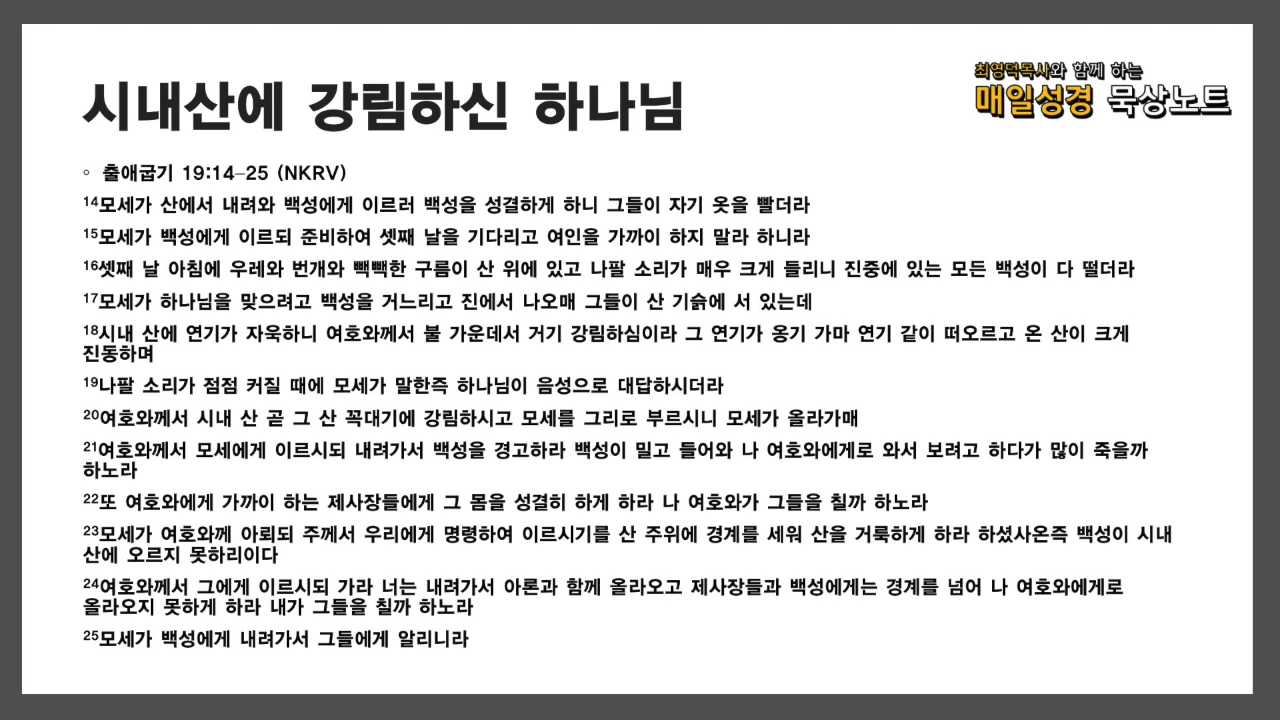 시내산에 강림하신 하나님
최영덕목사와 함께 하는
매일성경 묵상노트
◦ 출애굽기 19:14–25 (NKRV)
14모세가 산에서 내려와 백성에게 이르러 백성을 성결하게 하니 그들이 자기 옷을 빨더라
15모세가 백성에게 이르되 준비하여 셋째 날을 기다리고 여인을 가까이 하지 말라 하니라
16셋째 날 아침에 우레와 번개와 빽빽한 구름이 산 위에 있고 나팔 소리가 매우 크게 들리니 진중에 있는 모든 백성이 다 떨더라
17모세가 하나님을 맞으려고 백성을 거느리고 진에서 나오매 그들이 산 기슭에 서 있는데
18시내 산에 연기가 자욱하니 여호와께서 불 가운데서 거기 강림하심이라 그 연기가 옹기 가마 연기 같이 떠오르고 온 산이 크게
진동하며
19나팔 소리가 점점 커질 때에 모세가 말한즉 하나님이 음성으로 대답하시더라
20여호와께서 시내 산 곧 그 산 꼭대기에 강림하시고 모세를 그리로 부르시니 모세가 올라가매
21여호와께서 모세에게 이르시되 내려가서 백성을 경고하라 백성이 밀고 들어와 나 여호와에게로 와서 보려고 하다가 많이 죽을까
하노라
22또 여호와에게 가까이 하는 제사장들에게 그 몸을 성결히 하게 하라 나 여호와가 그들을 칠까 하노라
23모세가 여호와께 아뢰되 주께서 우리에게 명령하여 이르시기를 산 주위에 경계를 세워 산을 거룩하게 하라 하셨사온즉 백성이 시내
산에 오르지 못하리이다
24여호와께서 그에게 이르시되 가라 너는 내려가서 아론과 함께 올라오고 제사장들과 백성에게는 경계를 넘어 나 여호와에게로
올라오지 못하게 하라 내가 그들을 칠까 하노라
25모세가 백성에게 내려가서 그들에게 알리니라